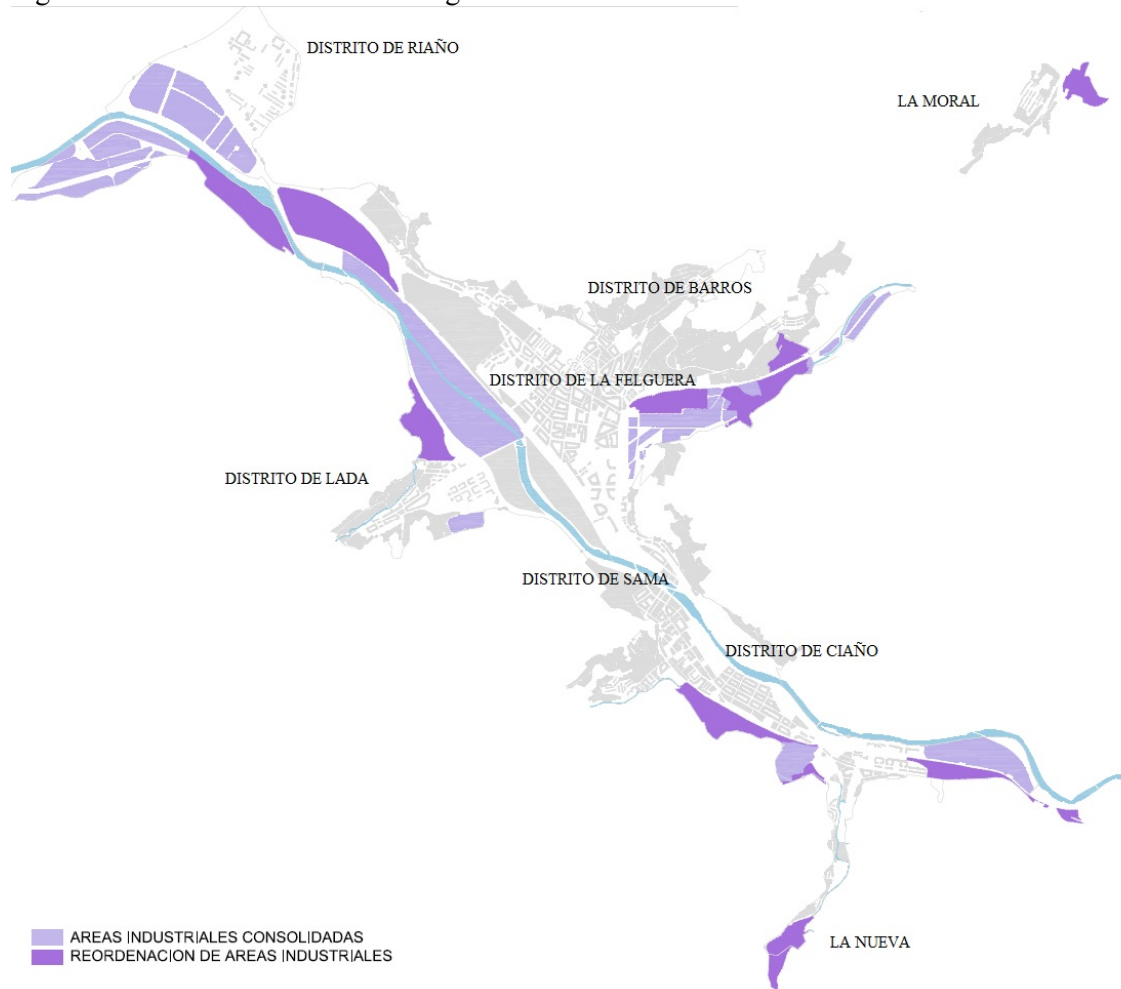 DISTRITO DE RIAÑO
LA MORAL
DISTRITO DE BARROS
DISTRITO DE LA FELGUERA
DISTRITO DE LADA
DISTRITO DE SAMA
DISTRITO DE CIAÑO
LA NUEVA
AREAS INDUSTRIALES CONSOLIDADAS
REORDENACION DE AREAS INDUSTRIALES